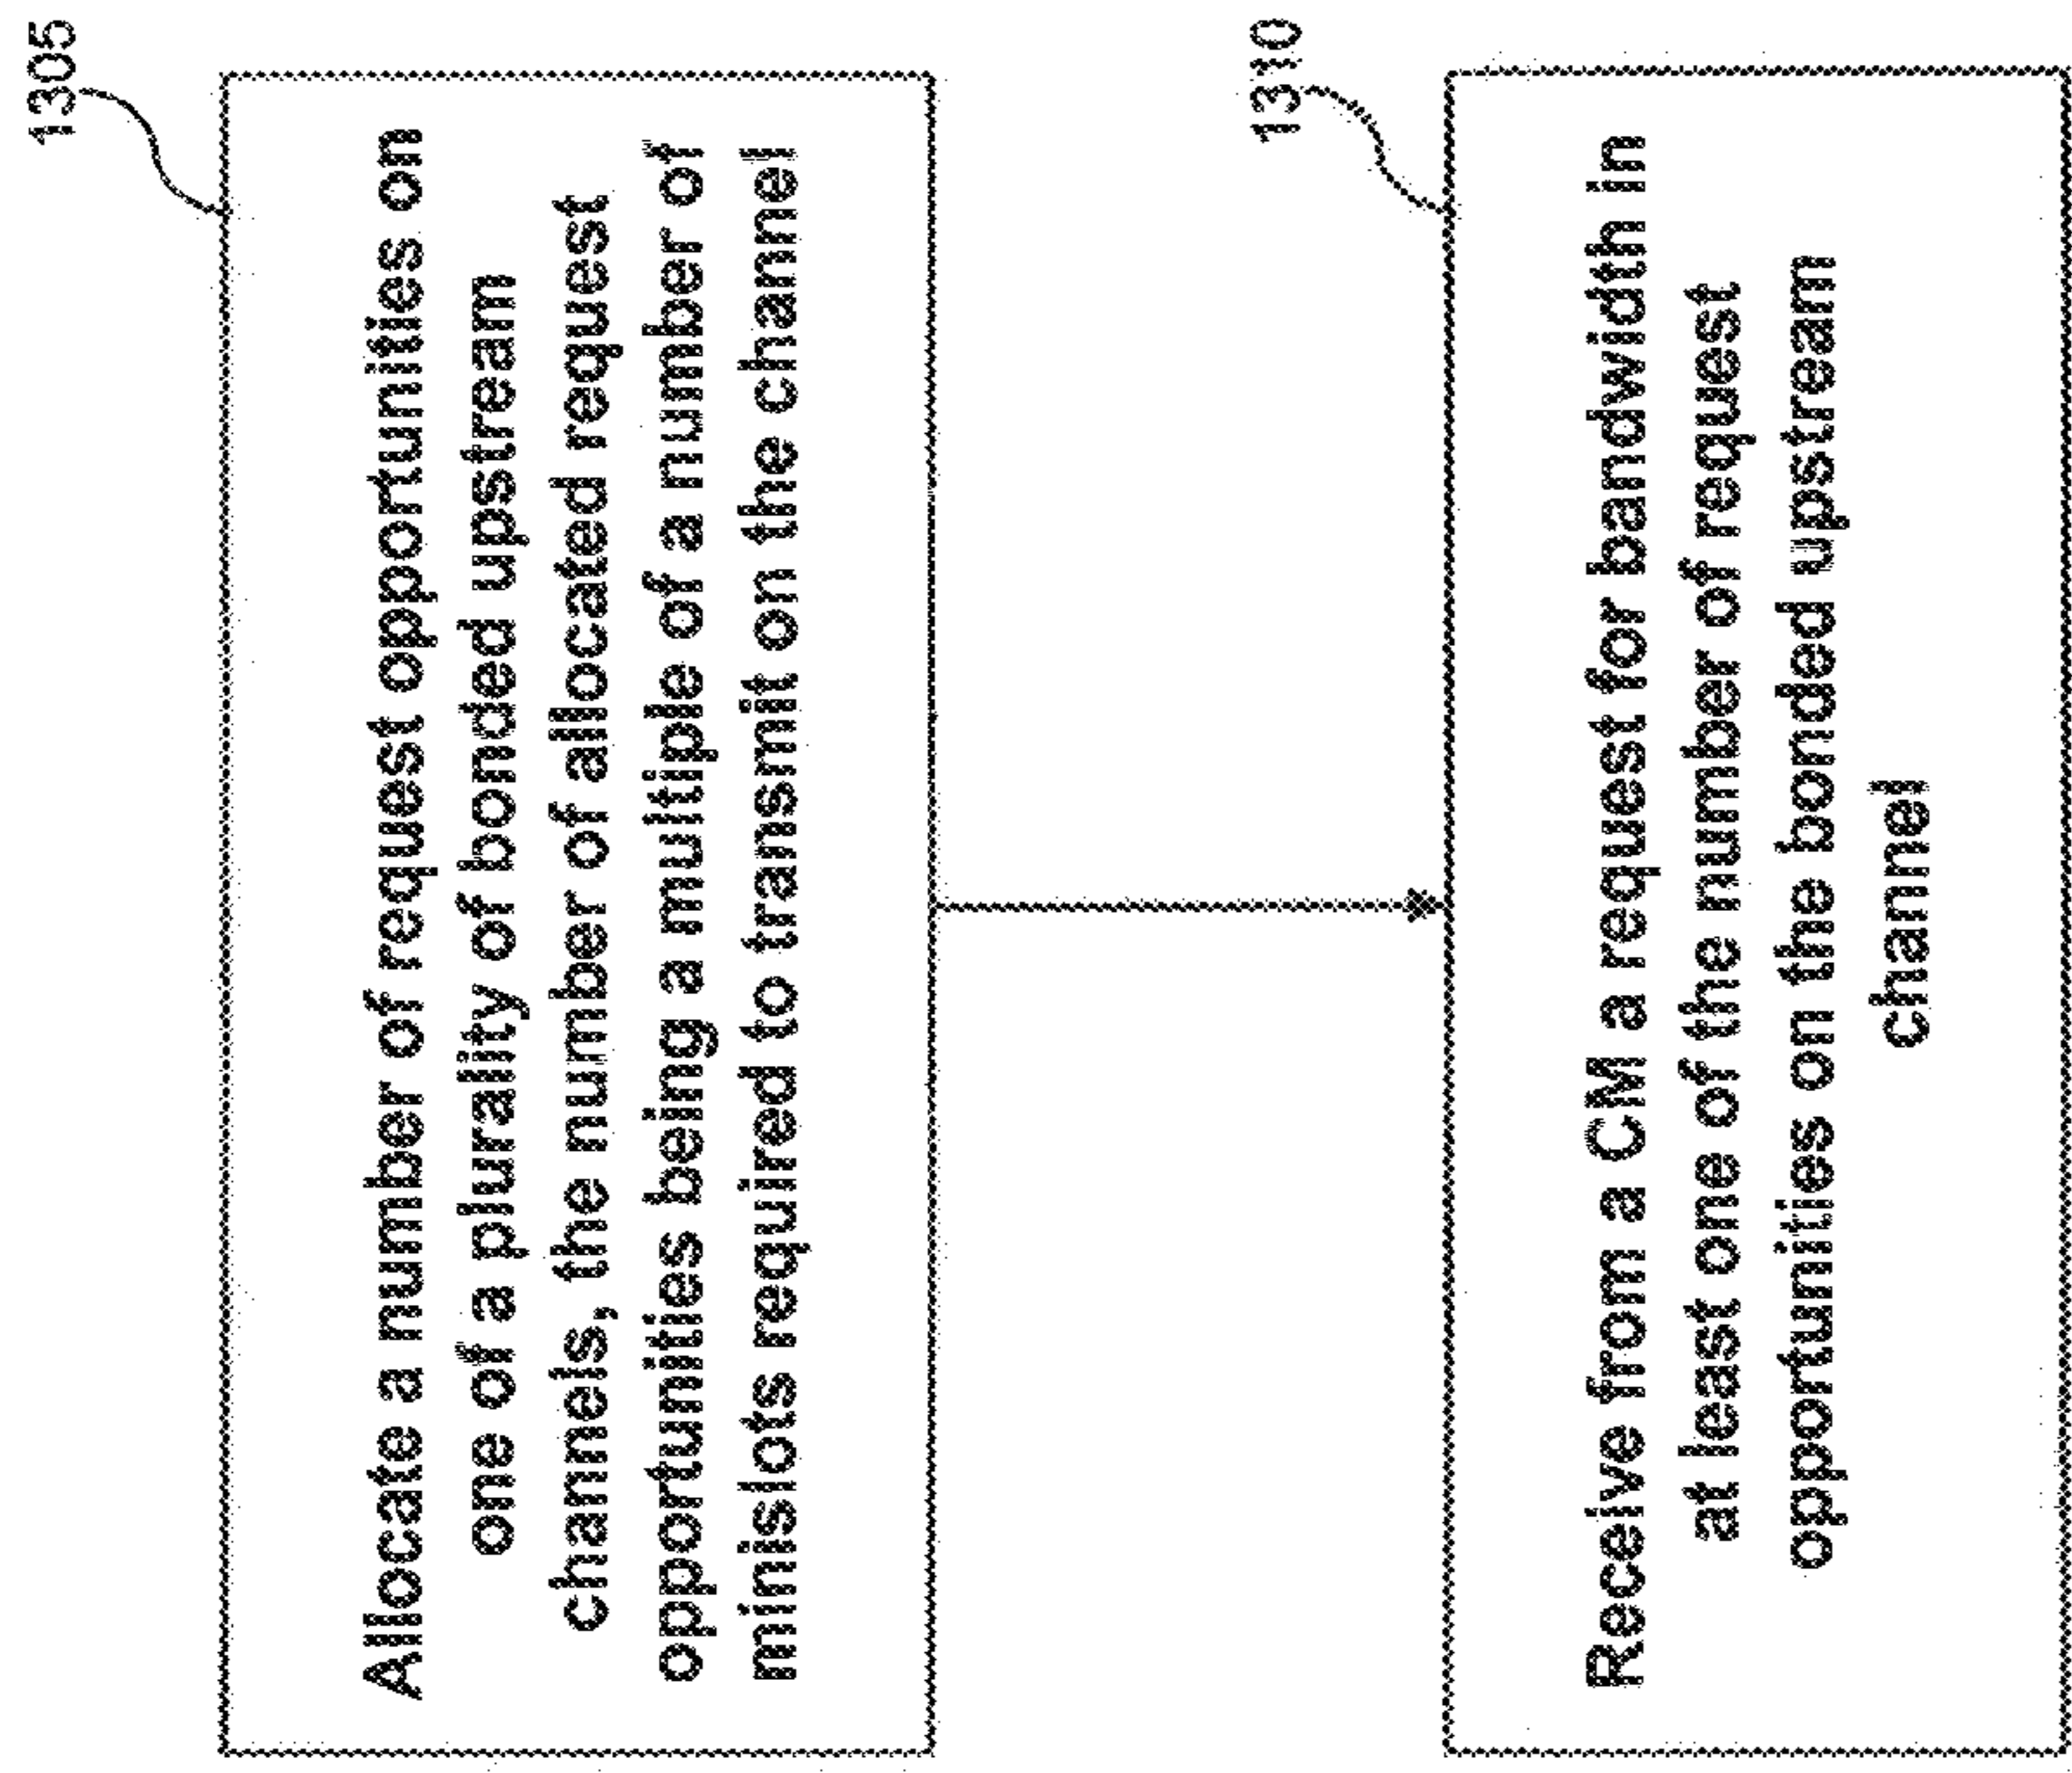 1305
Allocate a number of request opportunities on
one of a plurality of bonded upstream
channels, the number of allocated request
opportunities being a multiple of a number of
minislots required to transmit on the channel
1310
Receive from a CM a request for bandwidth in
at least one of the number of request
opportunities on the bonded upstream
channel